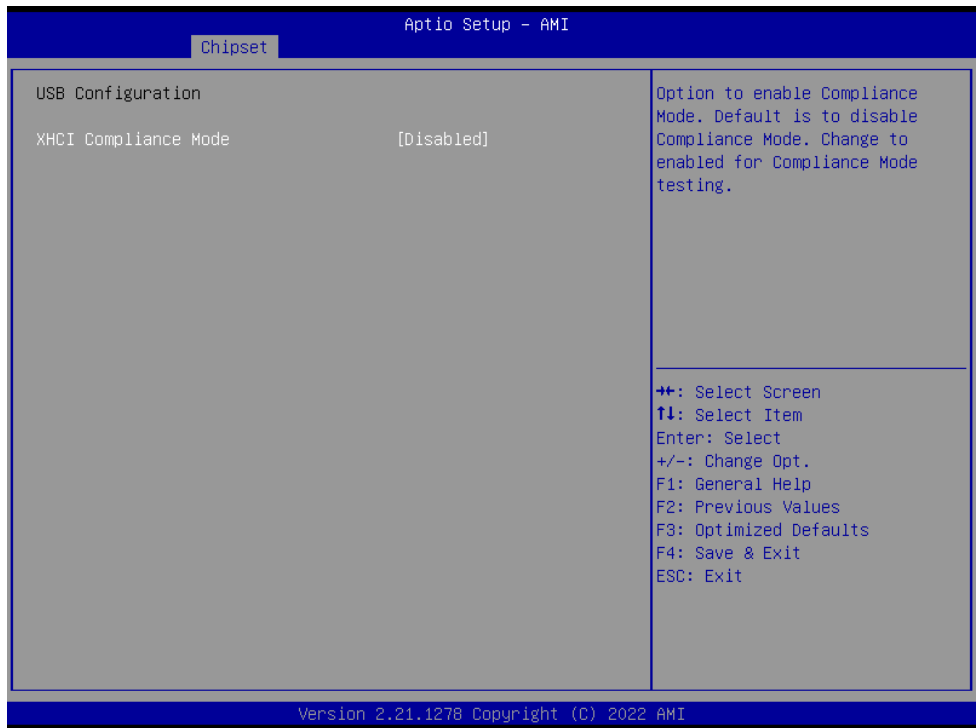 Aptio Setup – AMI
Chipset
USB Configuration
XHCI Compliance Mode [Disabled]
Option to enable Compliance
Mode. Default is to disable
Compliance Mode. Change to
enabled for Compliance Mode
testing.
→←: Select Screen
↑↓: Select Item
Enter: Select
+/-: Change Opt.
F1: General Help
F2: Previous Values
F3: Optimized Defaults
F4: Save & Exit
ESC: Exit
Version 2.21.1278 Copyright (C) 2022 AMI